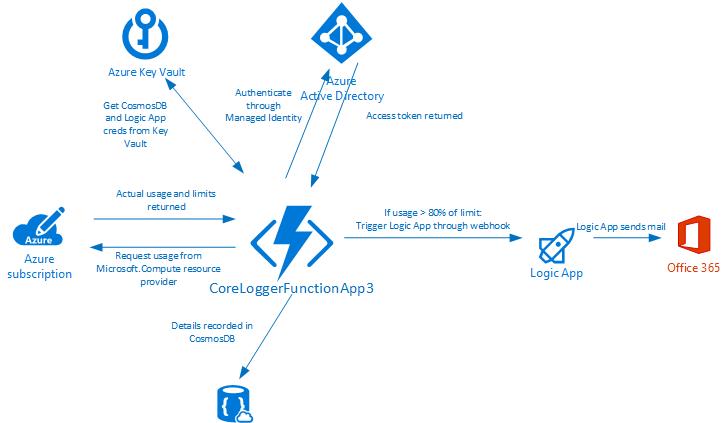 Azure Key Vault
Azure
Active Directory
Get CosmosDB
and Logic App
creds from Key
Vault
Authenticate
through
Managed Identity
Access token returned
Actual usage and limits
returned
If usage > 80% of limit:
Trigger Logic App through webhook
Logic App sends mail
Azure
Azure
subscription
Request usage from
Microsoft.Compute resource
provider
CoreLoggerFunctionApp3
Logic App
Office 365
Details recorded in
CosmosDB
{ }